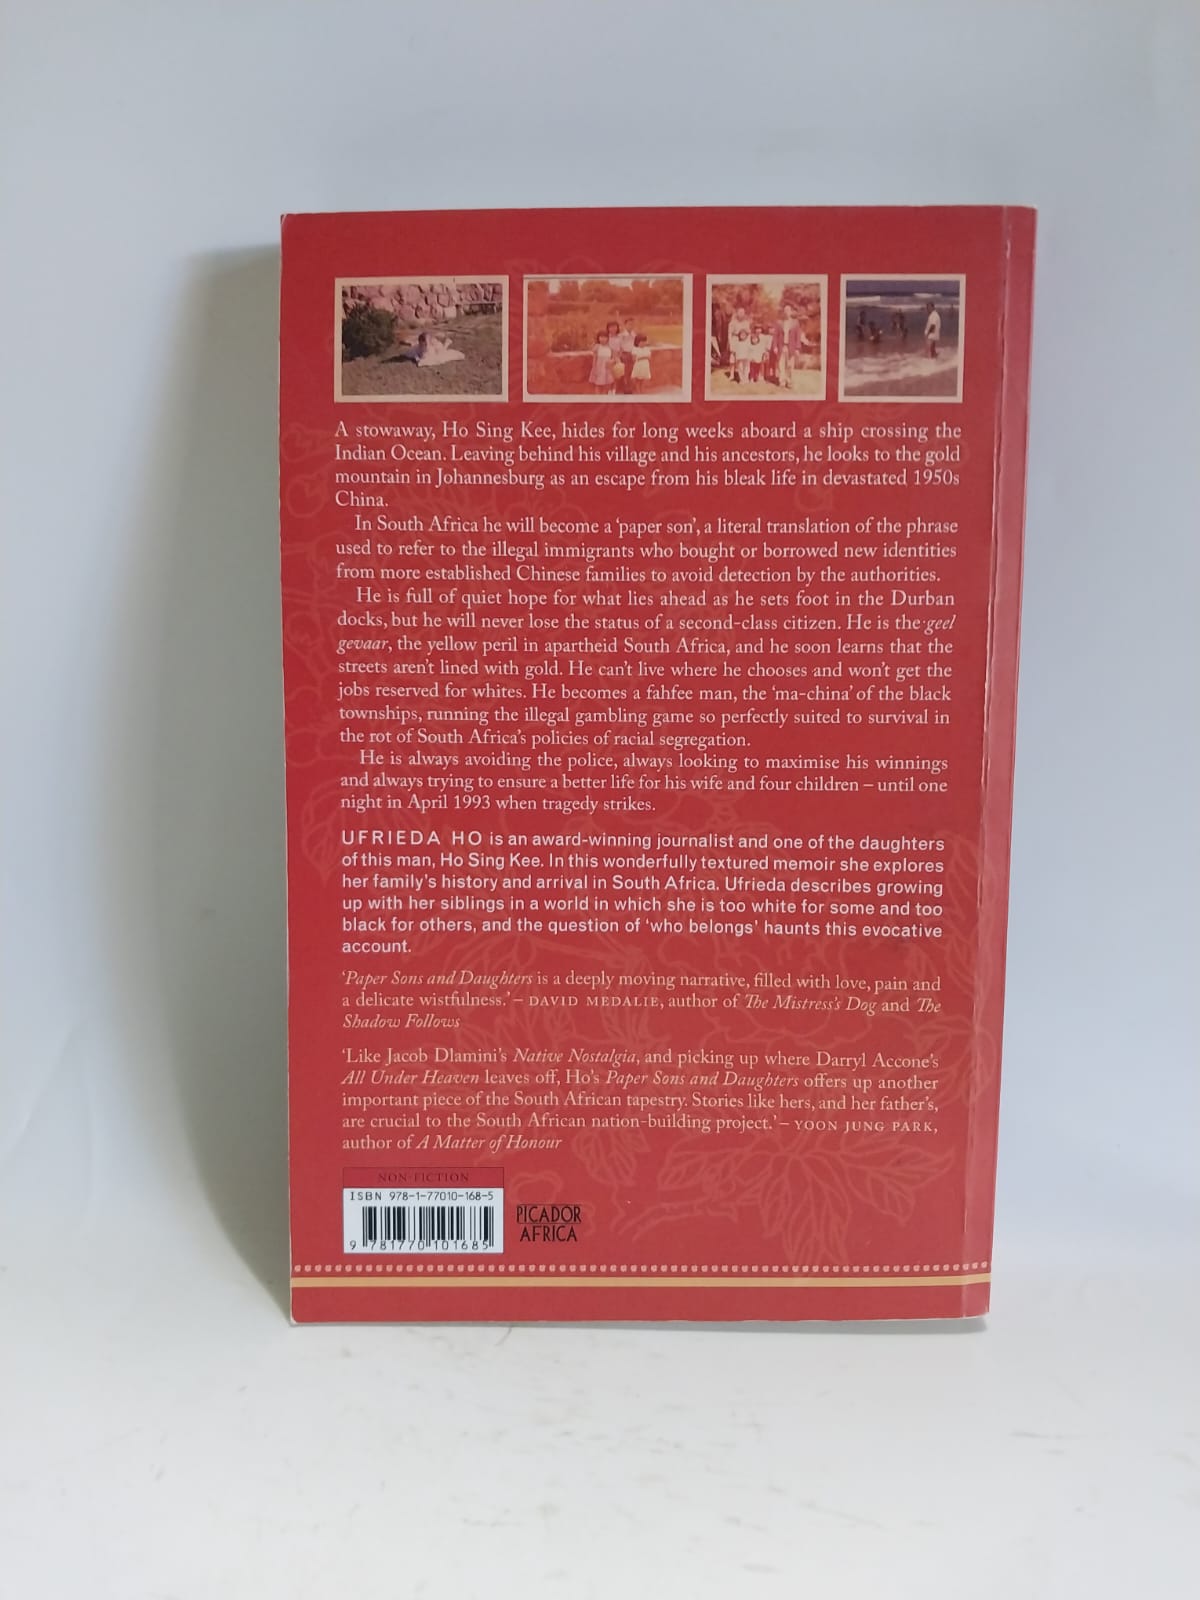 A stowaway, Ho Sing Kee, hides for long weeks aboard a ship crossing the
Indian Ocean. Leaving behind his village and his ancestors, he looks to the gold
mountain in Johannesburg as an escape from his bleak life in devastated 1950s
China.
In South Africa he will become a ‘paper son’, a literal translation of the phrase
used to refer to the illegal immigrants who bought or borrowed new identities
from more established Chinese families to avoid detection by the authorities.
He is full of quiet hope for what lies ahead as he sets foot in the Durban
docks, but he will never lose the status of a second-class citizen. He is the geel
gevaar, the yellow peril in apartheid South Africa, and he soon learns that the
streets aren’t lined with gold. He can’t live where he chooses and won’t get the
jobs reserved for whites. He becomes a fahfee man, the ‘ma-china’ of the black
townships, running the illegal gambling game so perfectly suited to survival in
the rot of South Africa’s policies of racial segregation.
He is always avoiding the police, always looking to maximise his winnings
and always trying to ensure a better life for his wife and four children – until one
night in April 1993 when tragedy strikes.
UFRIEDA HO is an award-winning journalist and one of the daughters
of this man, Ho Sing Kee. In this wonderfully textured memoir she explores
her family’s history and arrival in South Africa. Ufrieda describes growing
up with her siblings in a world in which she is too white for some and too
black for others, and the question of ‘who belongs’ haunts this evocative
account.
‘Paper Sons and Daughters is a deeply moving narrative, filled with love, pain and
a delicate wistfulness.’ – DAVID MEDALIE, author of The Mistress’s Dog and The
Shadow Follows
‘Like Jacob Dlamini’s Native Nostalgia, and picking up where Darryl Accone’s
All Under Heaven leaves off, Ho’s Paper Sons and Daughters offers up another
important piece of the South African tapestry. Stories like hers, and her father’s,
are crucial to the South African nation-building project.’ – YOON JUNG PARK,
author of A Matter of Honour
NON-FICTION
ISBN 978-1-77010-168-5
9 781770 101685
PICADOR
AFRICA